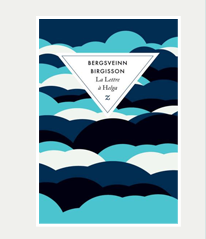 BERGSVEINN
BIRGISSON
La Lettre
à Helga
Z